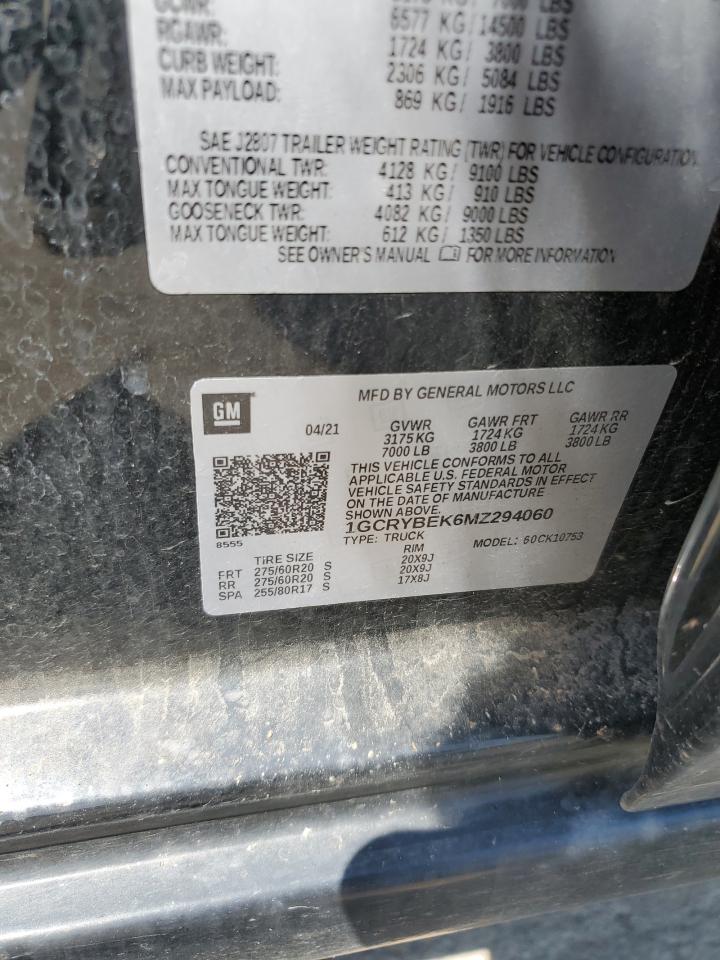 GCWR: 6577 KG/14500 LBS
RGAWR: 1724 KG / 3800 LBS
CURB WEIGHT: 2306 KG/ 5084 LBS
MAX PAYLOAD: 869 KG/ 1916 LBS
SAE J2807 TRAILER WEIGHT RATING (TWR) FOR VEHICLE CONFIGURATION
CONVENTIONAL TWR: 4128 KG/ 9100 LBS
MAX TONGUE WEIGHT: 413 KG/ 910 LBS
GOOSENECK TWR: 4082 KG/ 9000 LBS
MAX TONGUE WEIGHT: 612 KG/ 1350 LBS
SEE OWNER'S MANUAL FOR MORE INFORMATION
GM
MFD BY GENERAL MOTORS LLC
04/21 GVWR GAWR FRT GAWR RR
3175 KG 1724 KG 1724 KG
7000 LB 3800 LB 3800 LB
THIS VEHICLE CONFORMS TO ALL
APPLICABLE U.S. FEDERAL MOTOR
VEHICLE SAFETY STANDARDS IN EFFECT
ON THE DATE OF MANUFACTURE
SHOWN ABOVE.
1GCRYBEK6MZ294060
8555
TYPE: TRUCK MODEL: 60CK10753
TIRE SIZE RIM
FRT 275/60R20 S 20X9J
RR 275/60R20 S 20X9J
SPA 255/80R17 S 17X8J